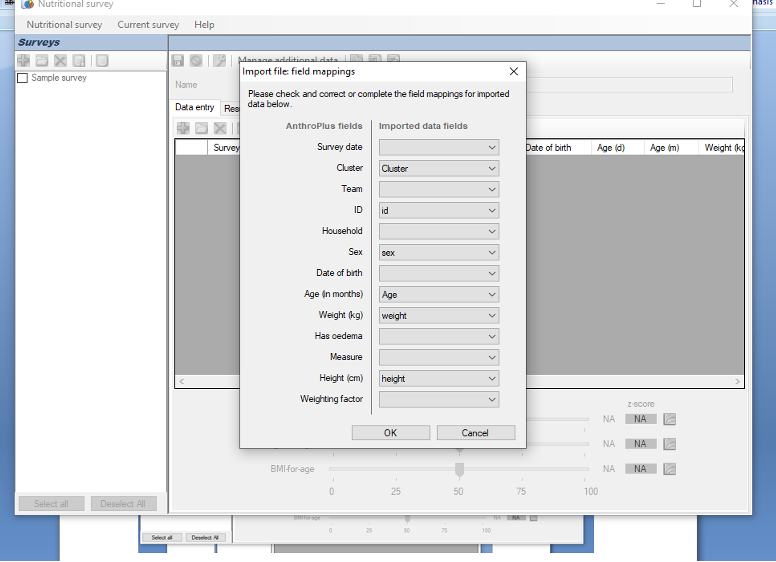 Nutritional survey
Nutritional survey Current survey Help
Surveys
Manage additional data
Sample survey
Name
Data entry
Survey
Date of birth Age (d) Age (m) Weight (kg
Import file: field mappings
Please check and correct or complete the field mappings for imported
data below.
AnthroPlus fields Imported data fields
Survey date
Cluster Cluster
Team
ID id
Household
Sex sex
Date of birth
Age (in months) Age
Weight (kg) weight
Has oedema
Measure
Height (cm) height
Weighting factor
OK Cancel
z-score
NA NA
NA NA
BMI-for-age NA NA
0 25 50 75 100
Select all Deselect All
BMI-for-age NA NA
0 25 50 75 100
Select all Deselect All